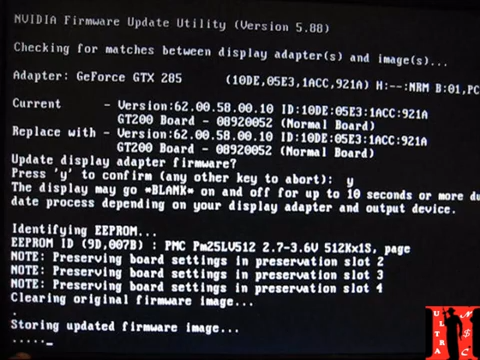 NVIDIA Firmware Update Utility (Version 5.88)
Checking for matches between display adapter(s) and image(s)...
Adapter: GeForce GTX 285 (10DE,05E3,1ACC,921A) H:--:NRM B:01,PC
Current - Version:62.00.58.00.10 ID:10DE:05E3:1ACC:921A
GT200 Board - 08920052 (Normal Board)
Replace with - Version:62.00.58.00.10 ID:10DE:05E3:1ACC:921A
GT200 Board - 08920052 (Normal Board)
Update display adapter firmware?
Press 'y' to confirm (any other key to abort): y
The display may go *BLANK* on and off for up to 10 seconds or more du
date process depending on your display adapter and output device.
Identifying EEPROM...
EEPROM ID (9D,007B) : PMC Pm25LV512 2.7-3.6V 512Kx1S, page
NOTE: Preserving board settings in preservation slot 2
NOTE: Preserving board settings in preservation slot 3
NOTE: Preserving board settings in preservation slot 4
Clearing original firmware image...
.
Storing updated firmware image...
....._
ULTRA
NBC